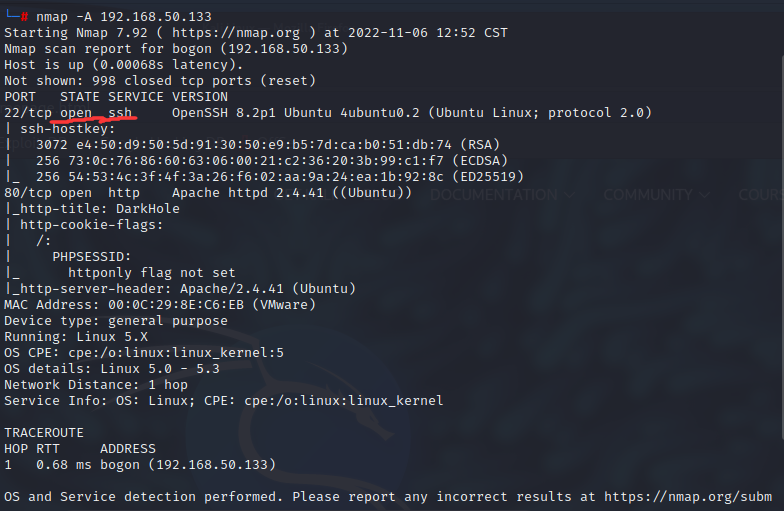 └─# nmap -A 192.168.50.133
Starting Nmap 7.92 ( https://nmap.org ) at 2022-11-06 12:52 CST
Nmap scan report for bogon (192.168.50.133)
Host is up (0.00068s latency).
Not shown: 998 closed tcp ports (reset)
PORT   STATE SERVICE VERSION
22/tcp open  ssh     OpenSSH 8.2p1 Ubuntu 4ubuntu0.2 (Ubuntu Linux; protocol 2.0)
| ssh-hostkey:
|   3072 e4:50:d9:50:5d:91:30:50:e9:b5:7d:ca:b0:51:db:74 (RSA)
|   256 73:0c:76:86:60:63:06:00:21:c2:36:20:3b:99:c1:f7 (ECDSA)
|_  256 54:53:4c:3f:4f:3a:26:f6:02:aa:9a:24:ea:1b:92:8c (ED25519)
80/tcp open  http    Apache httpd 2.4.41 ((Ubuntu))
DOCUMENTATION COMMUNITY COUR
|_http-title: DarkHole
| http-cookie-flags:
|   /:
|     PHPSESSID:
|_      httponly flag not set
|_http-server-header: Apache/2.4.41 (Ubuntu)
MAC Address: 00:0C:29:8E:C6:EB (VMware)
Device type: general purpose
Running: Linux 5.X
OS CPE: cpe:/o:linux:linux_kernel:5
OS details: Linux 5.0 - 5.3
Network Distance: 1 hop
Service Info: OS: Linux; CPE: cpe:/o:linux:linux_kernel
TRACEROUTE
HOP RTT     ADDRESS
1   0.68 ms bogon (192.168.50.133)
OS and Service detection performed. Please report any incorrect results at https://nmap.org/subm